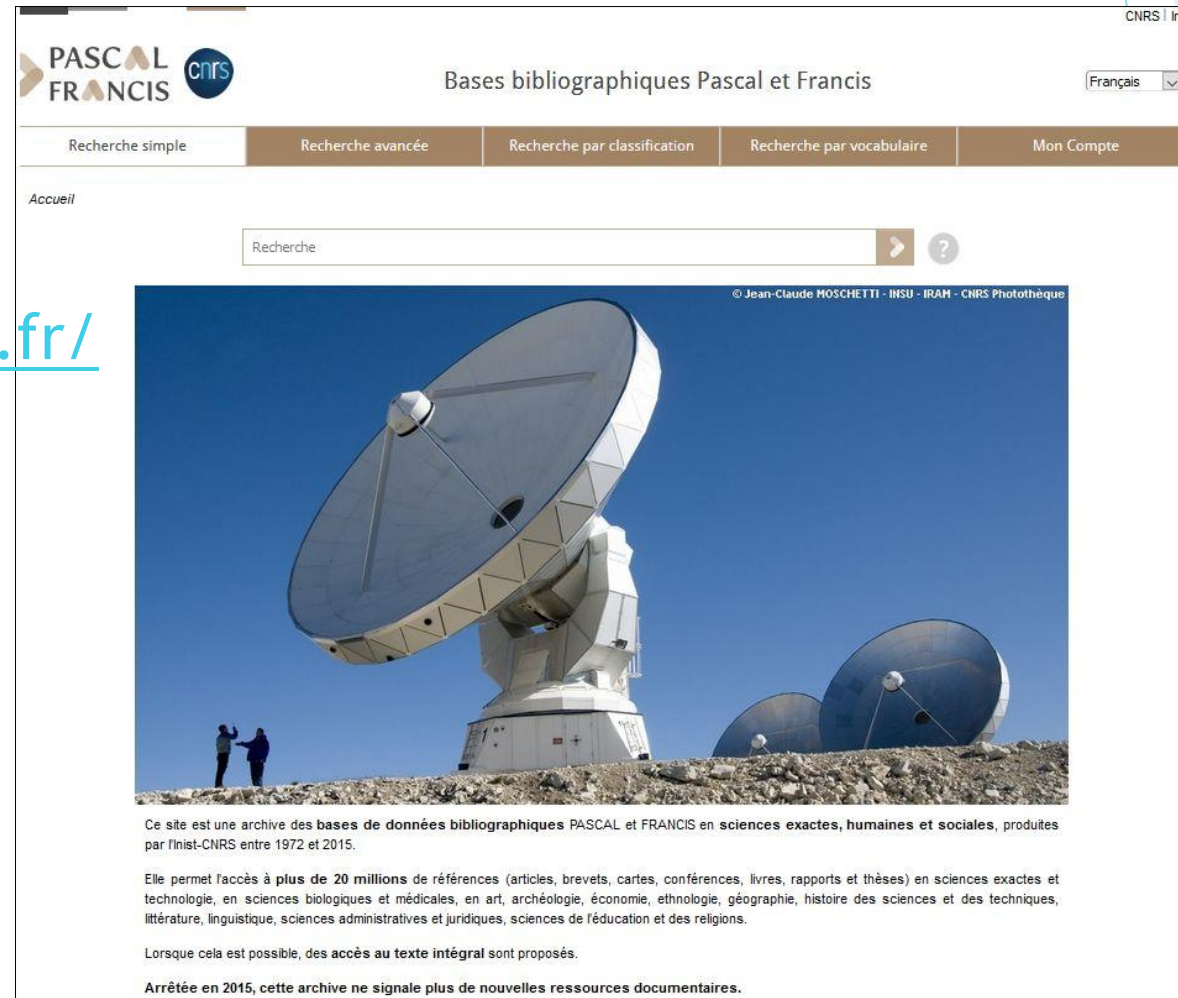 CNRS
PASCAL
FRANCIS
cnrs
Bases bibliographiques Pascal et Francis
Français
Recherche simple
Recherche avancée
Recherche par classification
Recherche par vocabulaire
Mon Compte
Accueil
Recherche
?
© Jean-Claude MOSCHETTI - INSU - IRAM - CNRS Photothèque
.fr/
Ce site est une archive des bases de données bibliographiques PASCAL et FRANCIS en sciences exactes, humaines et sociales, produites
par l'Inist-CNRS entre 1972 et 2015.
Elle permet l'accès à plus de 20 millions de références (articles, brevets, cartes, conférences, livres, rapports et thèses) en sciences exactes et
technologie, en sciences biologiques et médicales, en art, archéologie, économie, ethnologie, géographie, histoire des sciences et des techniques,
littérature, linguistique, sciences administratives et juridiques, sciences de l'éducation et des religions.
Lorsque cela est possible, des accès au texte intégral sont proposés.
Arrêtée en 2015, cette archive ne signale plus de nouvelles ressources documentaires.